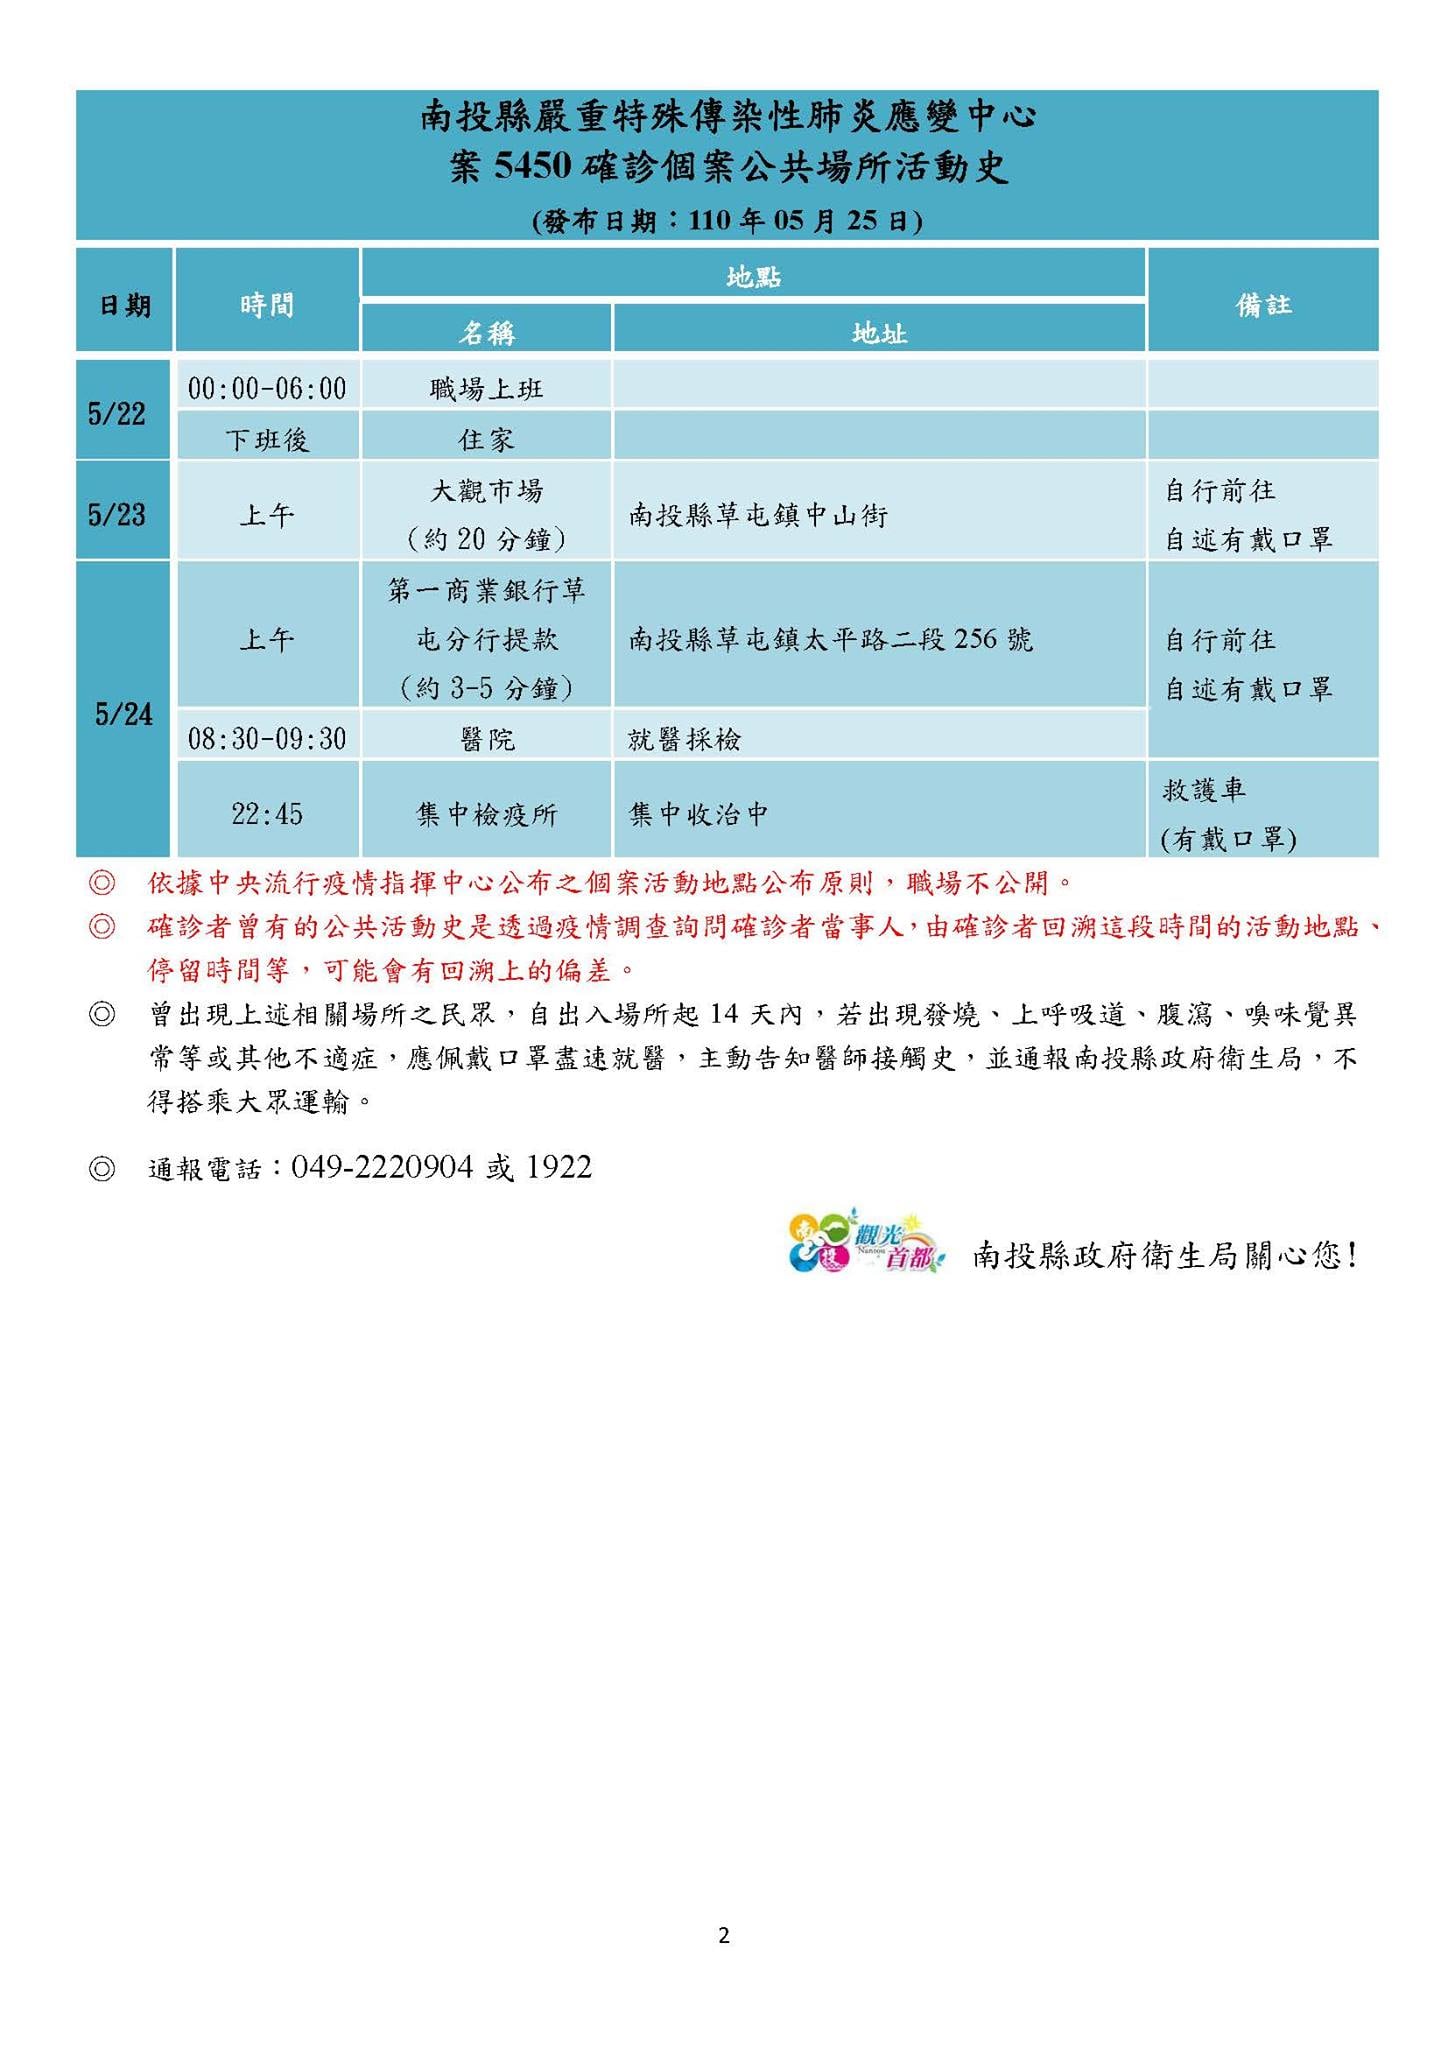 南投縣嚴重特殊傳染性肺炎應變中心
案 5450 確診個案公共場所活動史
(發布日期：110 年 05 月 25 日)
日期
時間
地點
備註
名稱
地址
5/22
00:00-06:00
職場上班
下班後
住家
5/23
上午
大觀市場
（約 20 分鐘）
南投縣草屯鎮中山街
自行前往
自述有戴口罩
5/24
上午
第一商業銀行草
屯分行提款
（約 3-5 分鐘）
南投縣草屯鎮太平路二段 256 號
自行前往
自述有戴口罩
08:30-09:30
醫院
就醫採檢
22:45
集中檢疫所
集中收治中
救護車
(有戴口罩)
◎ 依據中央流行疫情指揮中心公布之個案活動地點公布原則，職場不公開。
◎ 確診者曾有的公共活動史是透過疫情調查詢問確診者當事人，由確診者回溯這段時間的活動地點、
停留時間等，可能會有回溯上的偏差。
◎ 曾出現上述相關場所之民眾，自出入場所起 14 天內，若出現發燒、上呼吸道、腹瀉、嗅味覺異
常等或其他不適症，應佩戴口罩盡速就醫，主動告知醫師接觸史，並通報南投縣政府衛生局，不
得搭乘大眾運輸。
◎ 通報電話：049-2220904 或 1922
南投
觀光
Nantou
首都
南投縣政府衛生局關心您!
2